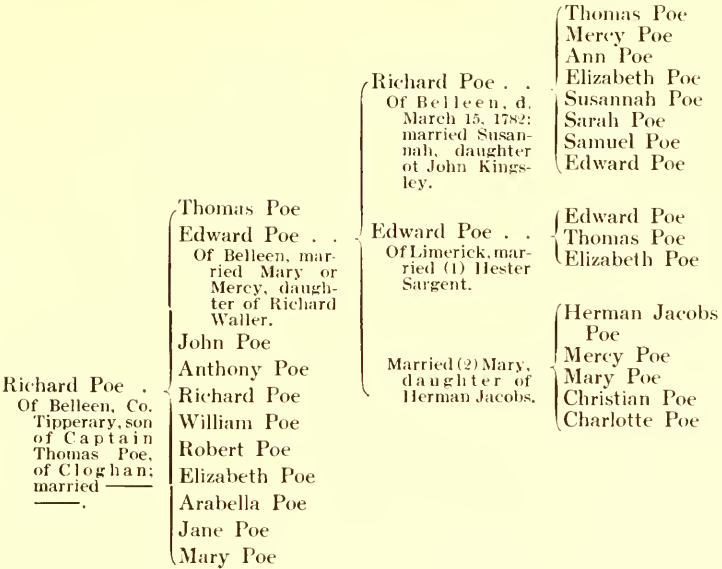 Richard Poe .
Of Belleen, Co.
Tipperary, son
of Captain
Thomas Poe,
of Cloghan;
married ———
———.
Thomas Poe
Edward Poe . .
Of Belleen, mar-
ried Mary or
Mercy, daugh-
ter of Richard
Waller.
John Poe
Anthony Poe
Richard Poe
William Poe
Robert Poe
Elizabeth Poe
Arabella Poe
Jane Poe
Mary Poe
Richard Poe . .
Of Belleen, d.
March 15, 1782;
married Susan-
nah, daughter
ot John Kings-
ley.
Edward Poe . .
Of Limerick, mar-
ried (1) Hester
Sargent.
Married (2) Mary,
daughter of
Herman Jacobs.
Thomas Poe
Mercy Poe
Ann Poe
Elizabeth Poe
Susannah Poe
Sarah Poe
Samuel Poe
Edward Poe
Edward Poe
Thomas Poe
Elizabeth Poe
Herman Jacobs
Poe
Mercy Poe
Mary Poe
Christian Poe
Charlotte Poe